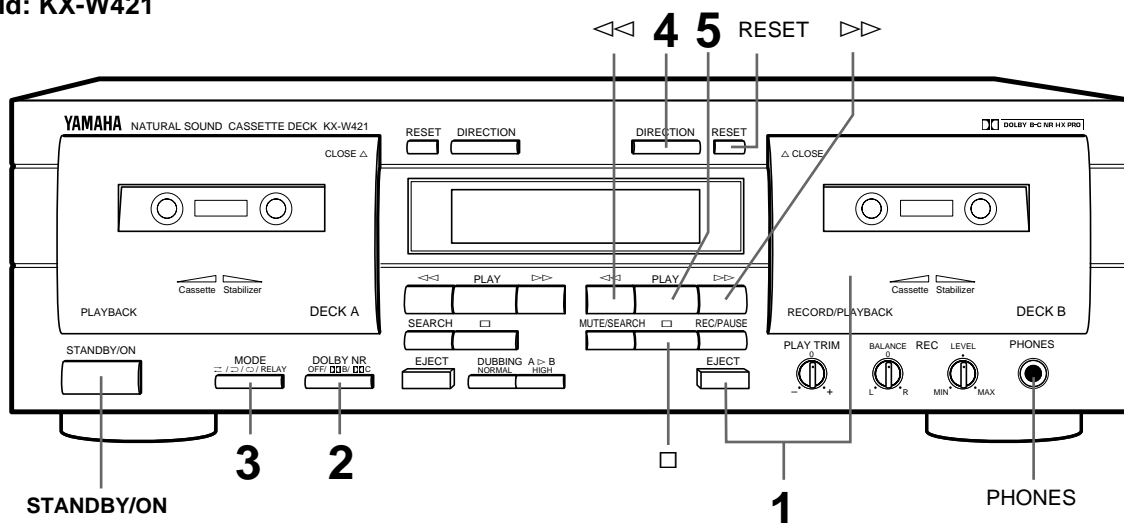 ld: KX-W421
◁◁ 4 5 RESET ▷▷
YAMAHA NATURAL SOUND CASSETTE DECK KX-W421
RESET DIRECTION DIRECTION RESET
DOLBY B-C NR HX PRO
CLOSE △ △ CLOSE
◁◁ PLAY ▷▷ ◁◁ PLAY ▷▷
Cassette Stabilizer Cassette Stabilizer
PLAYBACK DECK A RECORD/PLAYBACK DECK B
SEARCH □ MUTE/SEARCH □ REC/PAUSE
STANDBY/ON MODE DOLBY NR EJECT DUBBING A ▷ B EJECT PLAY TRIM BALANCE REC LEVEL PHONES
⇄ / ⊃ / ○ / RELAY OFF/ B/ C NORMAL HIGH 0 0
– + L R MIN MAX
3 2 □
STANDBY/ON 1 PHONES